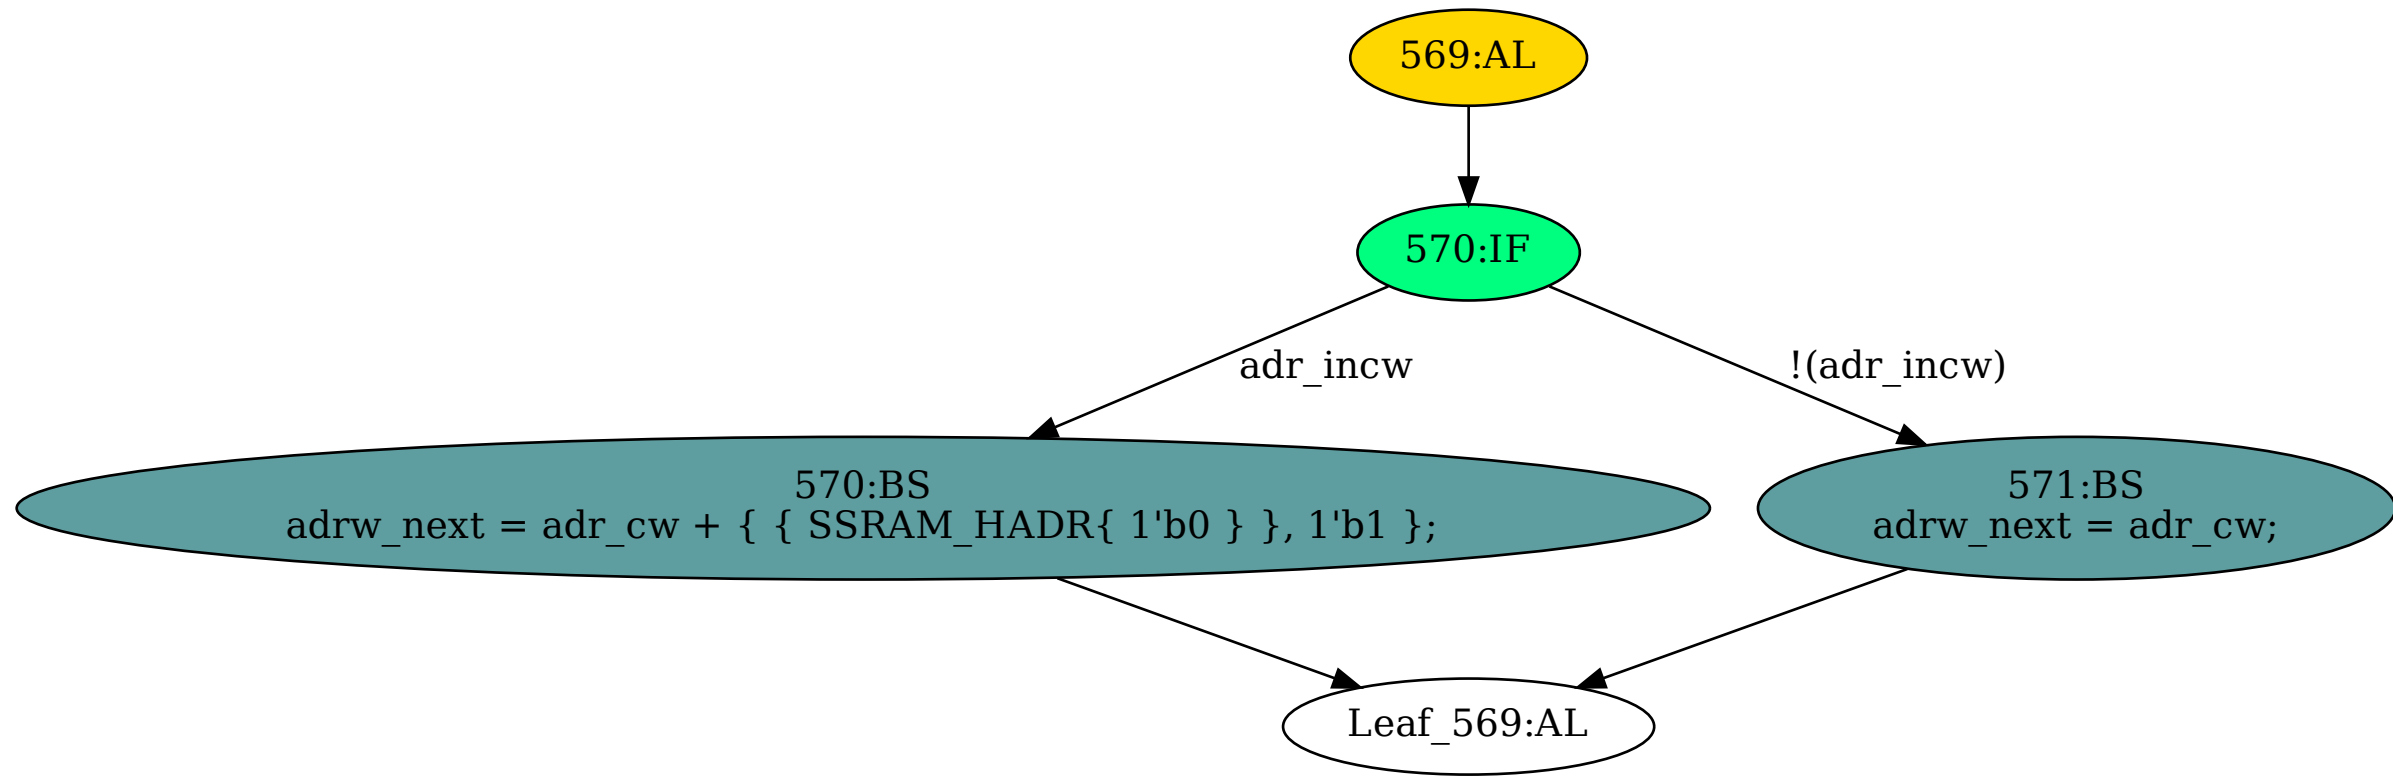 569:AL
570:IF
adr_incw
!(adr_incw)
570:BS
adrw_next = adr_cw + { { SSRAM_HADR{ 1'b0 } }, 1'b1 };
571:BS
adrw_next = adr_cw;
Leaf_569:AL